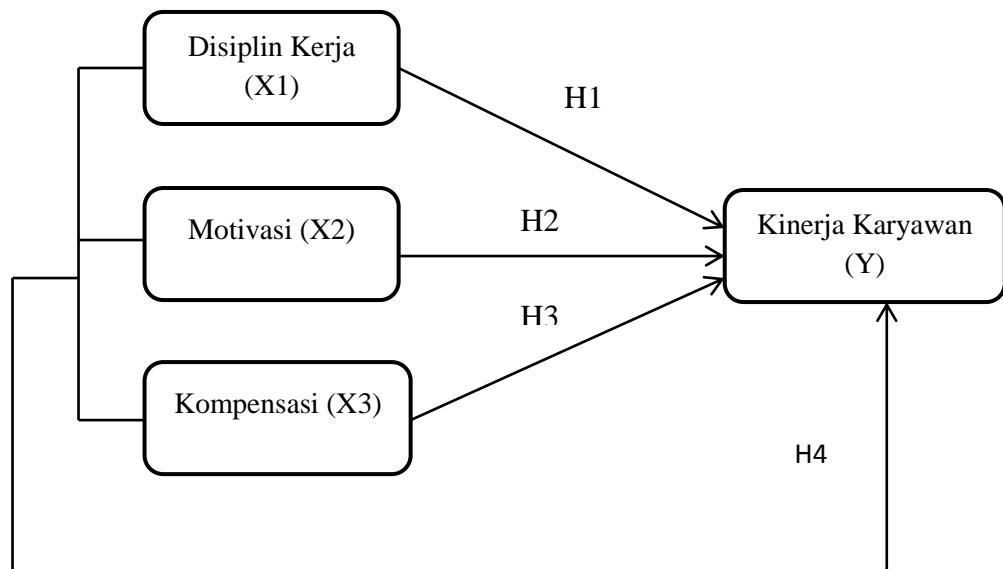 Disiplin Kerja
(X1)
H1
Motivasi (X2)
H2
Kinerja Karyawan
(Y)
H3
Kompensasi (X3)
H4